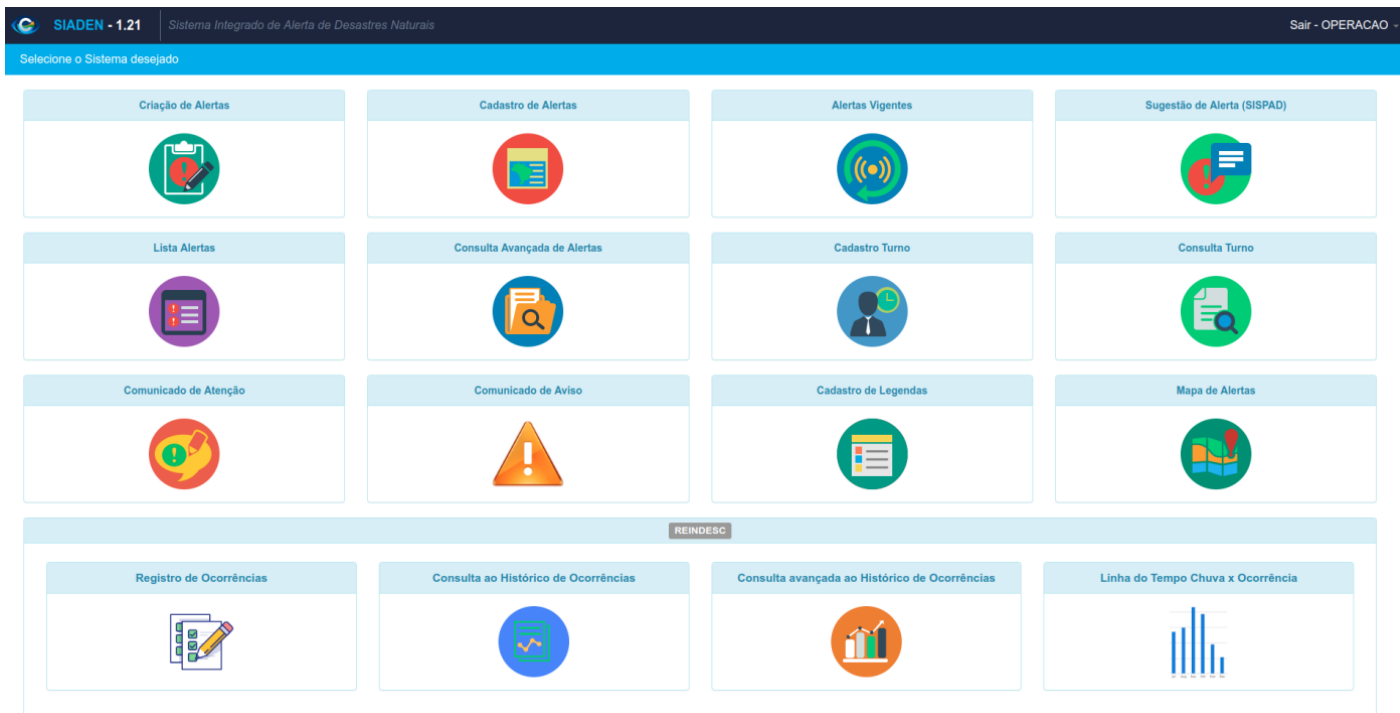 SIADEN - 1.21
Sistema Integrado de Alerta de Desastres Naturais
Sair - OPERACAO
Selecione o Sistema desejado
Criação de Alertas
Cadastro de Alertas
Alertas Vigentes
Sugestão de Alerta (SISPAD)
Lista Alertas
Consulta Avançada de Alertas
Cadastro Turno
Consulta Turno
Comunicado de Atenção
Comunicado de Aviso
Cadastro de Legendas
Mapa de Alertas
REINDESC
Registro de Ocorrências
Consulta ao Histórico de Ocorrências
Consulta avançada ao Histórico de Ocorrências
Linha do Tempo Chuva x Ocorrência